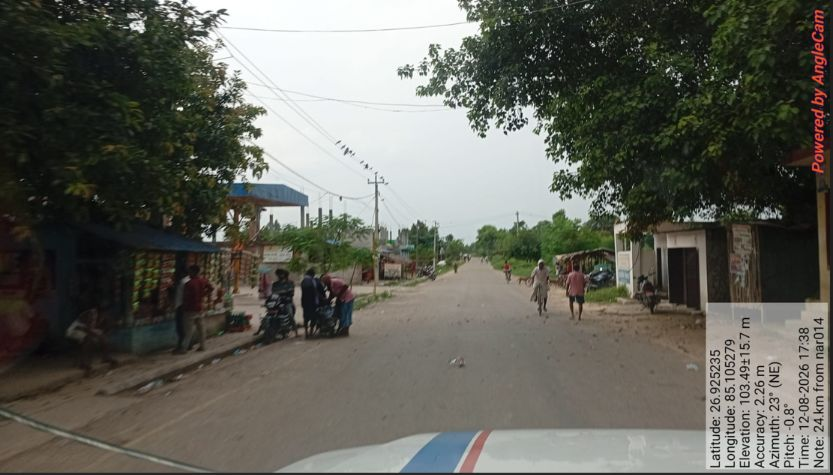 Powered by AngleCam
Latitude: 26.925235
Longitude: 85.105279
Elevation: 103.49±15.7 m
Accuracy: 2.26 m
Azimuth: 23° (NE)
Pitch: -0.8°
Time: 12-08-2026 17:38
Note: 24.km from nar014